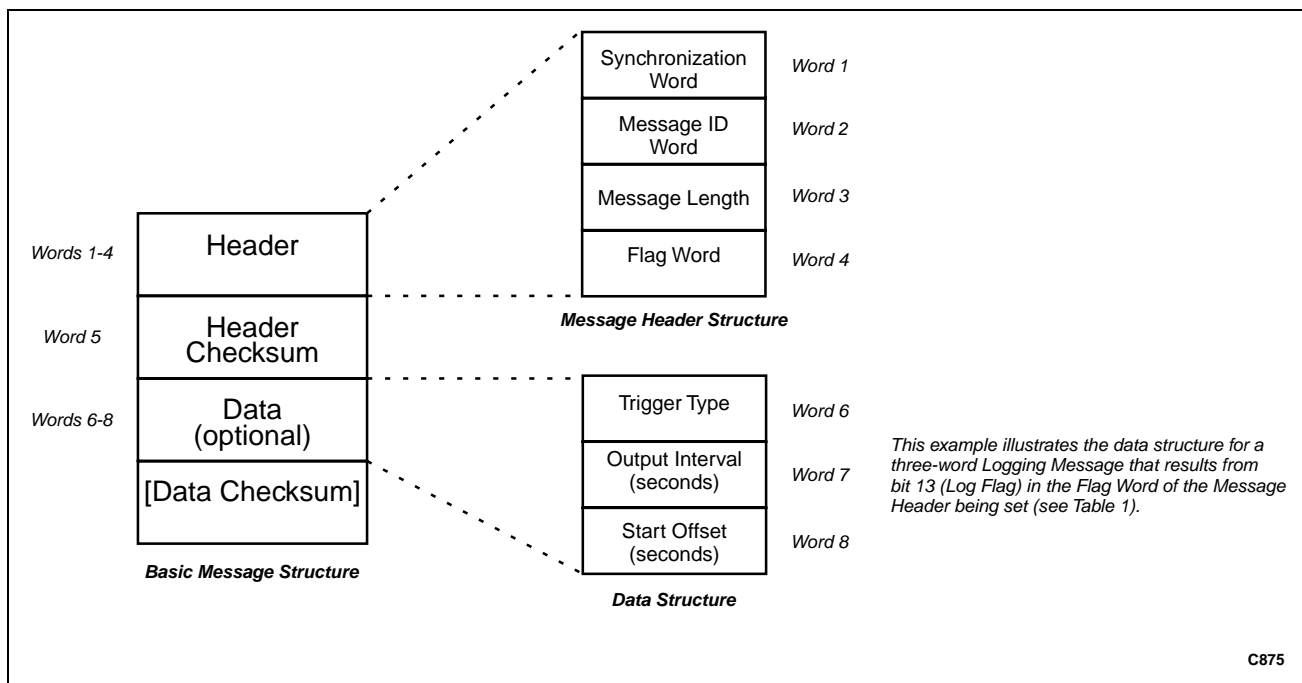 Words 1-4
Header
Word 5
Header
Checksum
Words 6-8
Data
(optional)
[Data Checksum]
Basic Message Structure
Synchronization
Word
Word 1
Message ID
Word
Word 2
Message Length
Word 3
Flag Word
Word 4
Message Header Structure
Trigger Type
Word 6
Output Interval
(seconds)
Word 7
Start Offset
(seconds)
Word 8
Data Structure
This example illustrates the data structure for a
three-word Logging Message that results from
bit 13 (Log Flag) in the Flag Word of the Message
Header being set (see Table 1).
C875